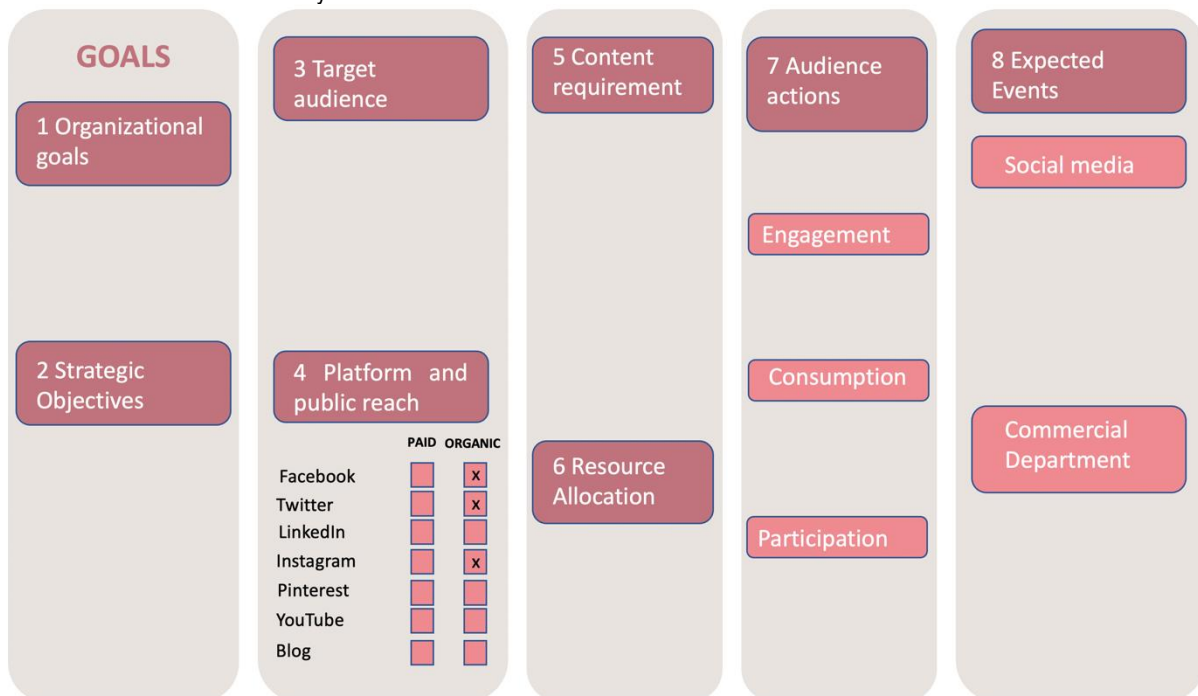 GOALS
1 Organizational
goals
2 Strategic
Objectives
3 Target
audience
4 Platform and
public reach
PAID ORGANIC
Facebook X
Twitter X
LinkedIn
Instagram X
Pinterest
YouTube
Blog
5 Content
requirement
6 Resource
Allocation
7 Audience
actions
Engagement
Consumption
Participation
8 Expected
Events
Social media
Commercial
Department